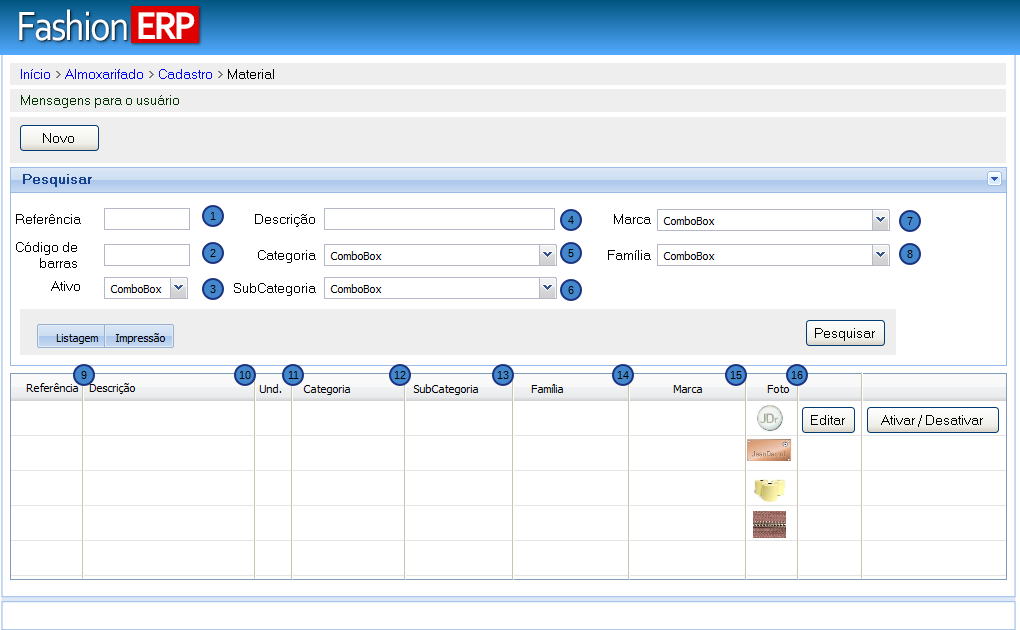 Fashion ERP
Início > Almoxarifado > Cadastro > Material
Mensagens para o usuário
Novo
Pesquisar
Referência 1 Descrição 4 Marca ComboBox 7
Código de barras 2 Categoria ComboBox 5 Família ComboBox 8
Ativo ComboBox 3 SubCategoria ComboBox 6
Listagem Impressão Pesquisar
9 10 11 12 13 14 15 16
Referência Descrição Und. Categoria SubCategoria Família Marca Foto
JDr Editar Ativar / Desativar
JeanDarrot